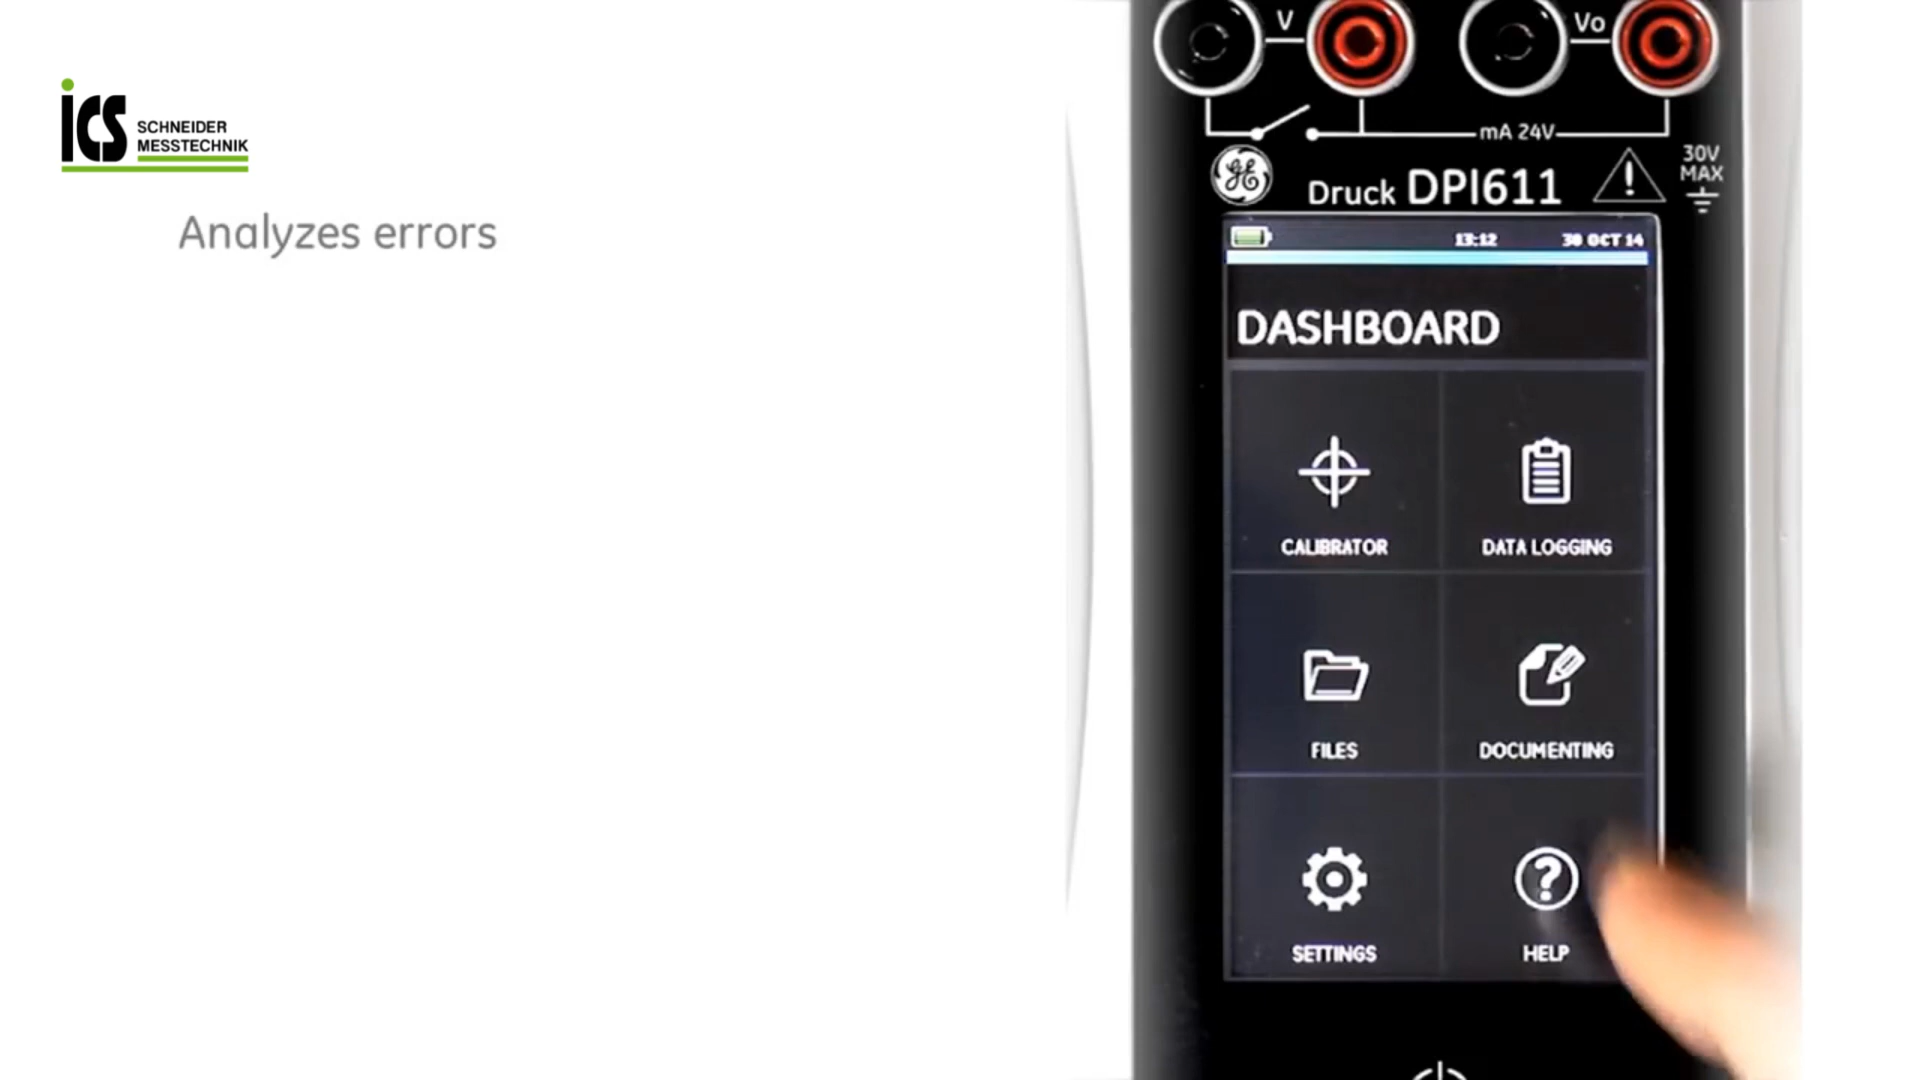 ics SCHNEIDER
MESSTECHNIK
Analyzes errors
V
Vo
mA 24V
30V
MAX
GE
Druck DPI611
13:12
30 OCT 14
DASHBOARD
CALIBRATOR
DATA LOGGING
FILES
DOCUMENTING
SETTINGS
HELP